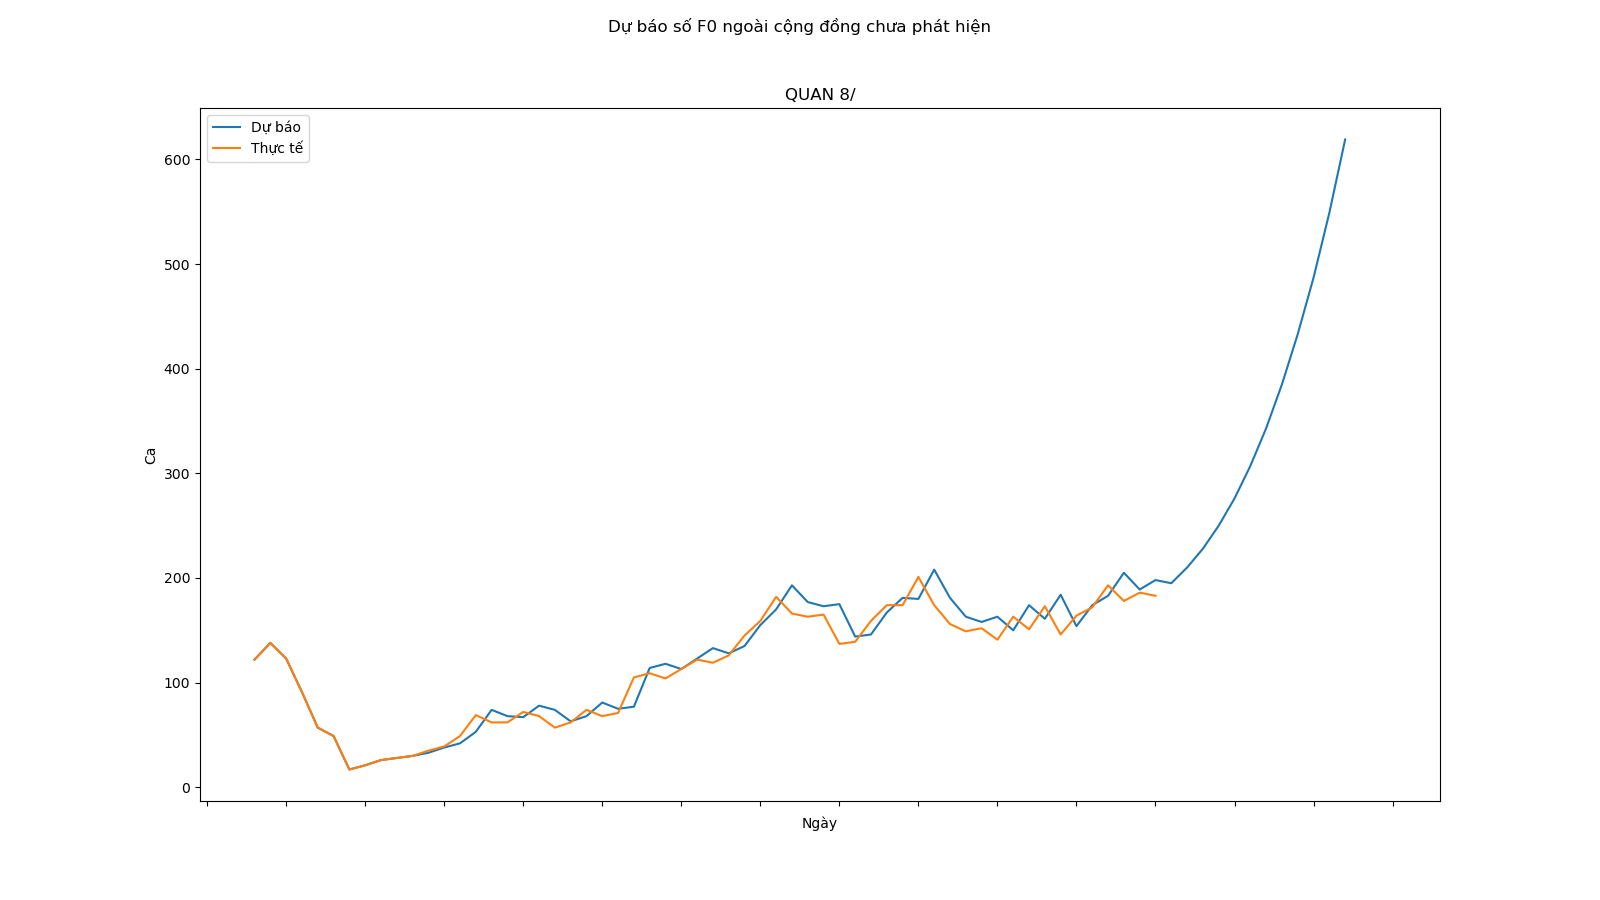 Dự báo số F0 ngoài cộng đồng chưa phát hiện
QUAN 8/
Dự báo
Thực tế
600
500
400
300
200
100
0
Ca
Ngày